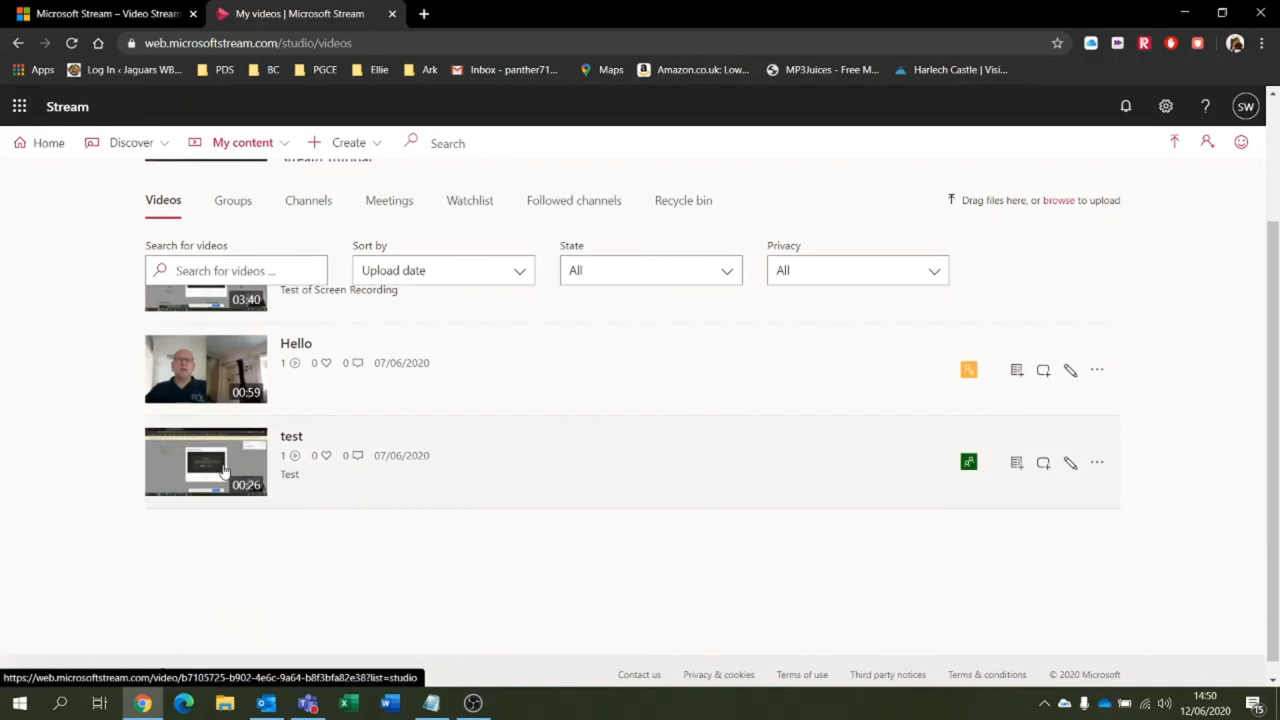 Microsoft Stream – Video Stream
My videos | Microsoft Stream
web.microsoftstream.com/studio/videos
Apps
Log In ‹ Jaguars WB...
PDS
BC
PGCE
Ellie
Ark
Inbox - panther71...
Maps
Amazon.co.uk: Low...
MP3Juices - Free M...
Harlech Castle | Visi...
Stream
SW
Home
Discover
My content
Create
Search
Videos
Groups
Channels
Meetings
Watchlist
Followed channels
Recycle bin
Drag files here, or browse to upload
Search for videos
Sort by
State
Privacy
Search for videos ...
Upload date
All
All
03:40
Test of Screen Recording
Hello
1 0 0 07/06/2020
00:59
test
1 0 0 07/06/2020
Test
00:26
https://web.microsoftstream.com/video/b7105725-b902-4e6c-9a64-b8f3bfa82e38?list=studio
Contact us
Privacy & cookies
Terms of use
Third party notices
Terms & conditions
© 2020 Microsoft
14:50
12/06/2020
15